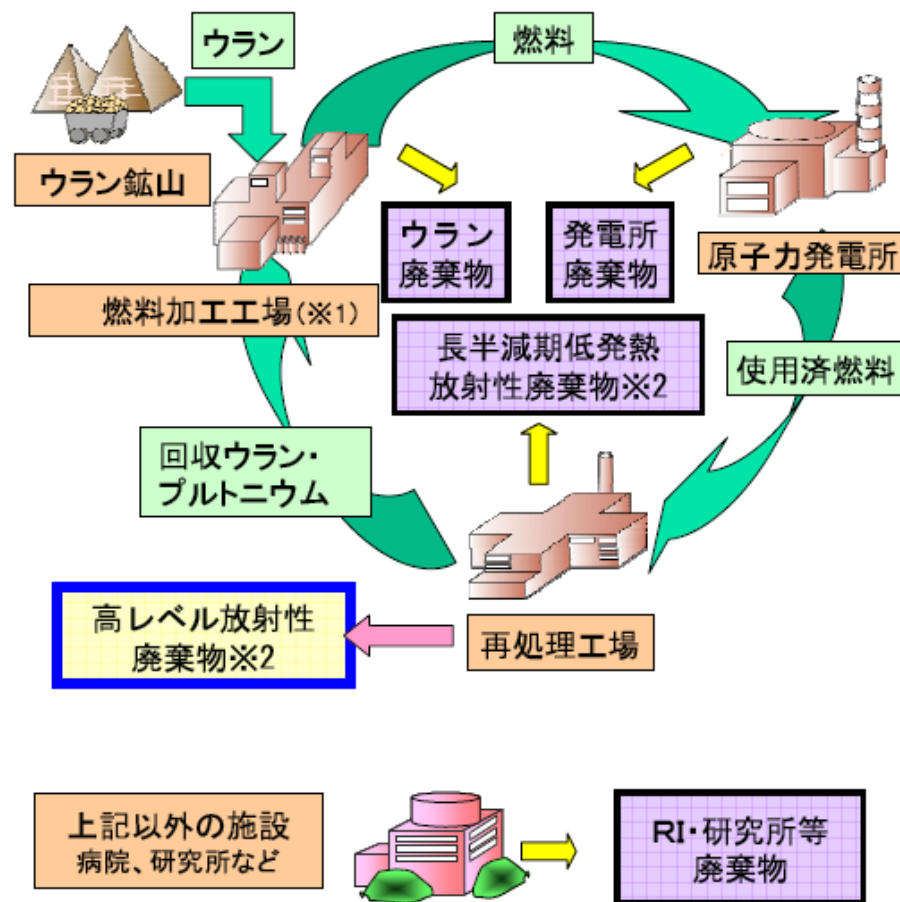 ウラン
燃料
ウラン鉱山
ウラン
廃棄物
発電所
廃棄物
原子力発電所
燃料加工工場(※1)
長半減期低発熱
放射性廃棄物※2
使用済燃料
回収ウラン・
プルトニウム
高レベル放射性
廃棄物※2
再処理工場
上記以外の施設
病院、研究所など
RI・研究所等
廃棄物